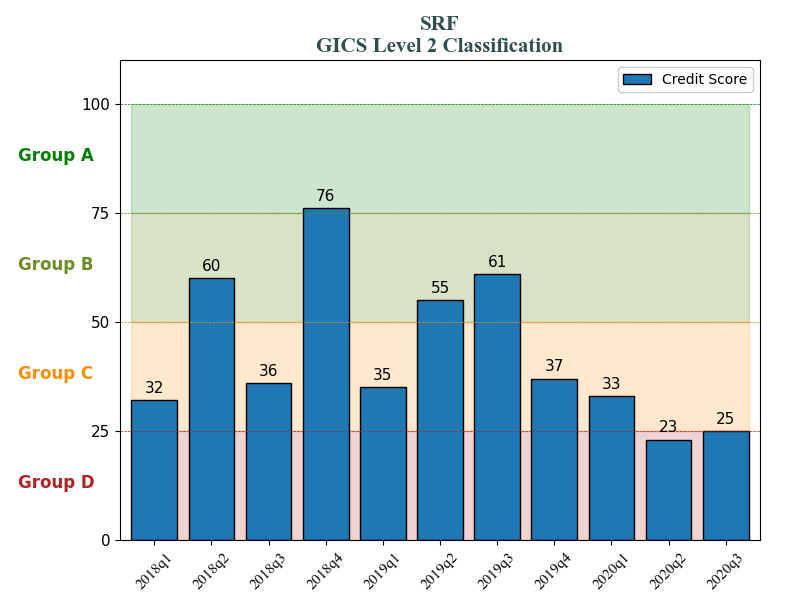 SRF
GICS Level 2 Classification
Credit Score
100
Group A
76
75
Group B
60
61
55
50
Group C
32
36
35
37
33
23
25
25
Group D
0
2018q1
2018q2
2018q3
2018q4
2019q1
2019q2
2019q3
2019q4
2020q1
2020q2
2020q3